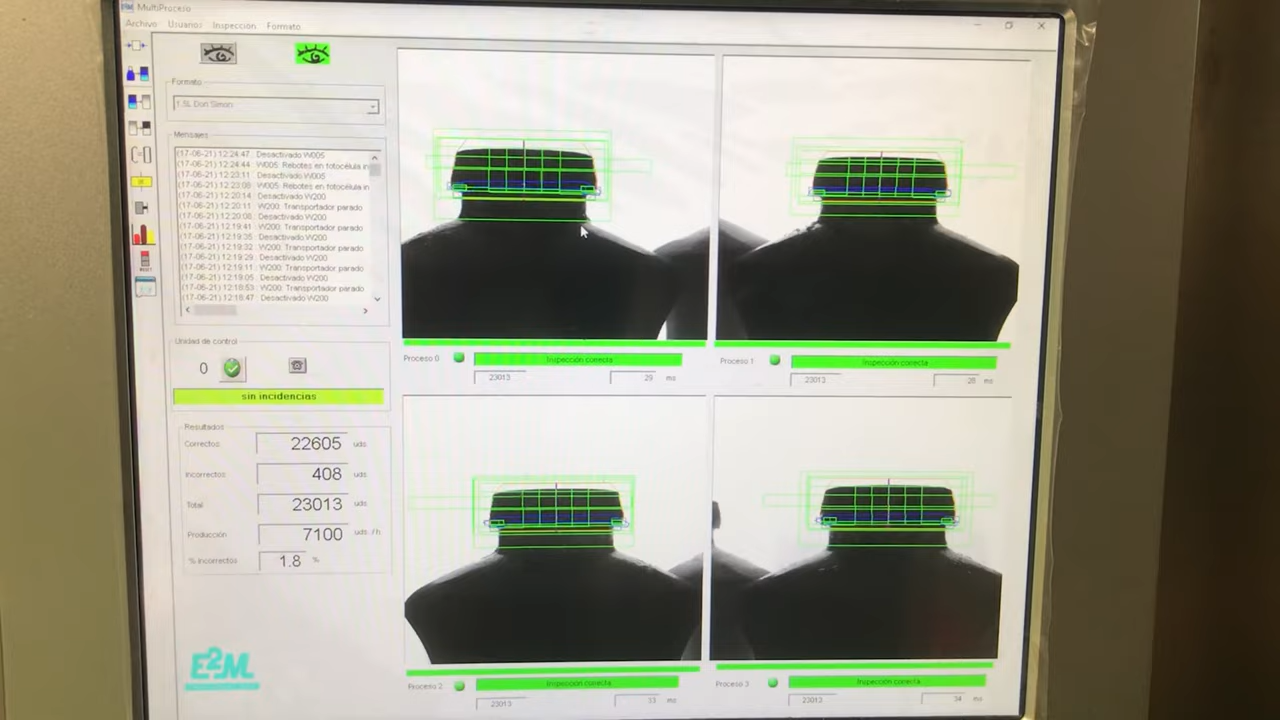 E2M MultiProceso
Archivo Usuarios Inspección Formato
Formato
1.5L Don Simon
Mensajes
(17-06-21) 12:24:47 : Desactivado W005
(17-06-21) 12:24:44 : W005: Rebotes en fotocélula in
(17-06-21) 12:23:11 : Desactivado W005
(17-06-21) 12:23:08 : W005: Rebotes en fotocélula in
(17-06-21) 12:20:14 : Desactivado W200
(17-06-21) 12:20:11 : W200: Transportador parado
(17-06-21) 12:20:08 : Desactivado W200
(17-06-21) 12:19:41 : W200: Transportador parado
(17-06-21) 12:19:35 : Desactivado W200
(17-06-21) 12:19:32 : W200: Transportador parado
(17-06-21) 12:19:29 : Desactivado W200
(17-06-21) 12:19:11 : W200: Transportador parado
(17-06-21) 12:19:05 : Desactivado W200
(17-06-21) 12:18:53 : W200: Transportador parado
(17-06-21) 12:18:47 : Desactivado W200
Unidad de control
0
sin incidencias
Resultados
Correctos 22605 uds
Incorrectos 408 uds
Total 23013 uds
Producción 7100 uds./h
% incorrectos 1.8 %
E2M
Proceso 0 Inspección correcta
23013 29 ms
Proceso 1 Inspección correcta
23013 28 ms
Proceso 2 Inspección correcta
23013 33 ms
Proceso 3 Inspección correcta
23013 34 ms